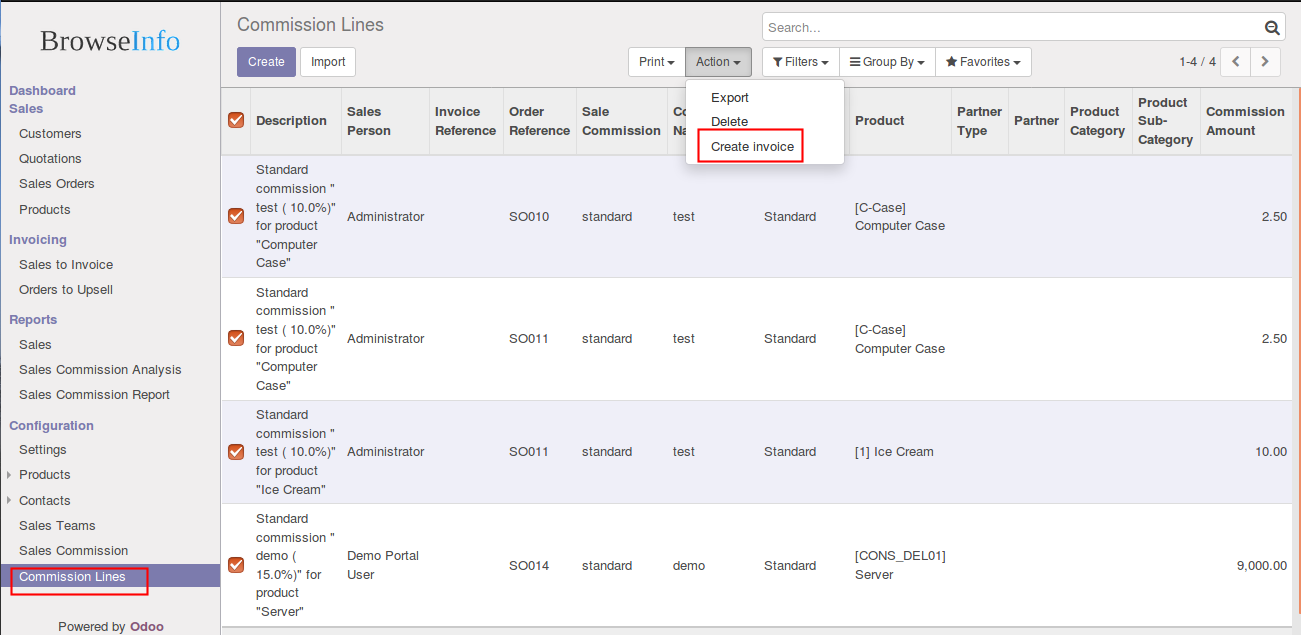 BrowseInfo
Dashboard
Sales
Customers
Quotations
Sales Orders
Products
Invoicing
Sales to Invoice
Orders to Upsell
Reports
Sales
Sales Commission Analysis
Sales Commission Report
Configuration
Settings
Products
Contacts
Sales Teams
Sales Commission
Commission Lines
Powered by Odoo
Commission Lines
Search...
Create Import
Print Action Filters Group By Favorites 1-4 / 4
Export
Delete
Create invoice
Description
Sales
Person
Invoice
Reference
Order
Reference
Sale
Commission
Product
Partner
Type
Partner
Product
Category
Product
Sub-
Category
Commission
Amount
Standard
commission "
test ( 10.0%)"
for product
"Computer
Case"
Administrator
SO010
standard
test
Standard
[C-Case]
Computer Case
2.50
Standard
commission "
test ( 10.0%)"
for product
"Computer
Case"
Administrator
SO011
standard
test
Standard
[C-Case]
Computer Case
2.50
Standard
commission "
test ( 10.0%)"
for product
"Ice Cream"
Administrator
SO011
standard
test
Standard
[1] Ice Cream
10.00
Standard
commission "
demo (
15.0%)" for
product
"Server"
Demo Portal
User
SO014
standard
demo
Standard
[CONS_DEL01]
Server
9,000.00